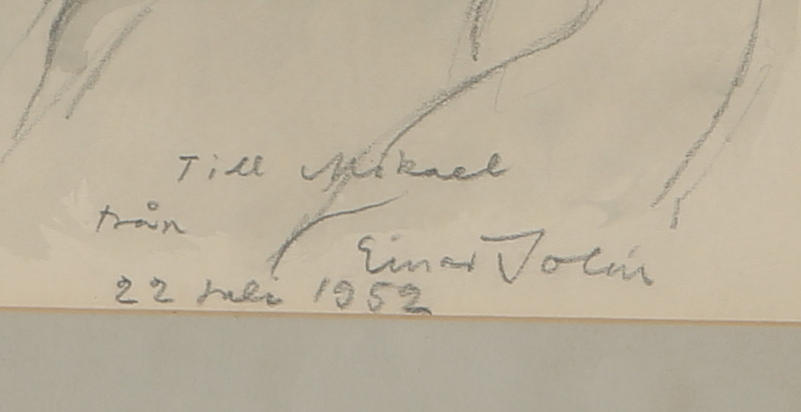 Till Mikael
från
Einar Jolin
22 juli 1952